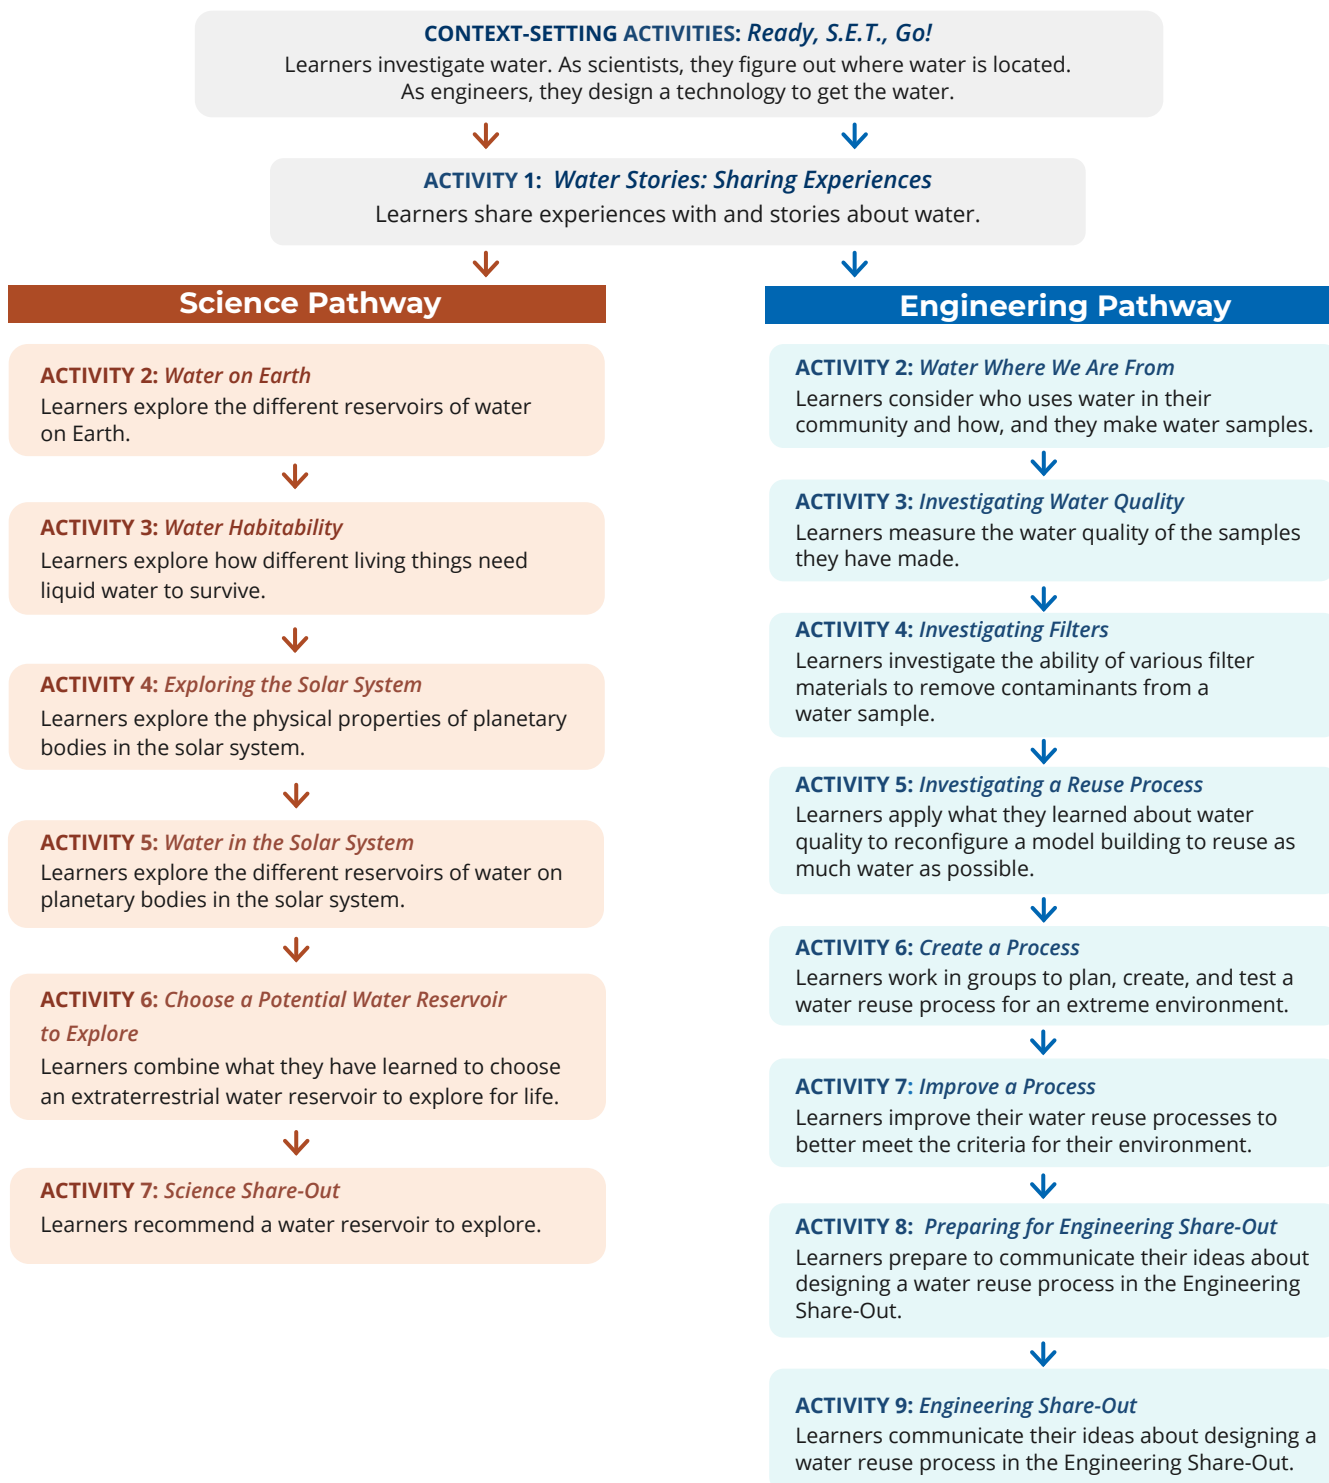 CONTEXT-SETTING ACTIVITIES: Ready, S.E.T., Go!
Learners investigate water. As scientists, they figure out where water is located.
As engineers, they design a technology to get the water.
ACTIVITY 1: Water Stories: Sharing Experiences
Learners share experiences with and stories about water.
Science Pathway
ACTIVITY 2: Water on Earth
Learners explore the different reservoirs of water
on Earth.
ACTIVITY 3: Water Habitability
Learners explore how different living things need
liquid water to survive.
ACTIVITY 4: Exploring the Solar System
Learners explore the physical properties of planetary
bodies in the solar system.
ACTIVITY 5: Water in the Solar System
Learners explore the different reservoirs of water on
planetary bodies in the solar system.
ACTIVITY 6: Choose a Potential Water Reservoir
to Explore
Learners combine what they have learned to choose
an extraterrestrial water reservoir to explore for life.
ACTIVITY 7: Science Share-Out
Learners recommend a water reservoir to explore.
Engineering Pathway
ACTIVITY 2: Water Where We Are From
Learners consider who uses water in their
community and how, and they make water samples.
ACTIVITY 3: Investigating Water Quality
Learners measure the water quality of the samples
they have made.
ACTIVITY 4: Investigating Filters
Learners investigate the ability of various filter
materials to remove contaminants from a
water sample.
ACTIVITY 5: Investigating a Reuse Process
Learners apply what they learned about water
quality to reconfigure a model building to reuse as
much water as possible.
ACTIVITY 6: Create a Process
Learners work in groups to plan, create, and test a
water reuse process for an extreme environment.
ACTIVITY 7: Improve a Process
Learners improve their water reuse processes to
better meet the criteria for their environment.
ACTIVITY 8: Preparing for Engineering Share-Out
Learners prepare to communicate their ideas about
designing a water reuse process in the Engineering
Share-Out.
ACTIVITY 9: Engineering Share-Out
Learners communicate their ideas about designing a
water reuse process in the Engineering Share-Out.